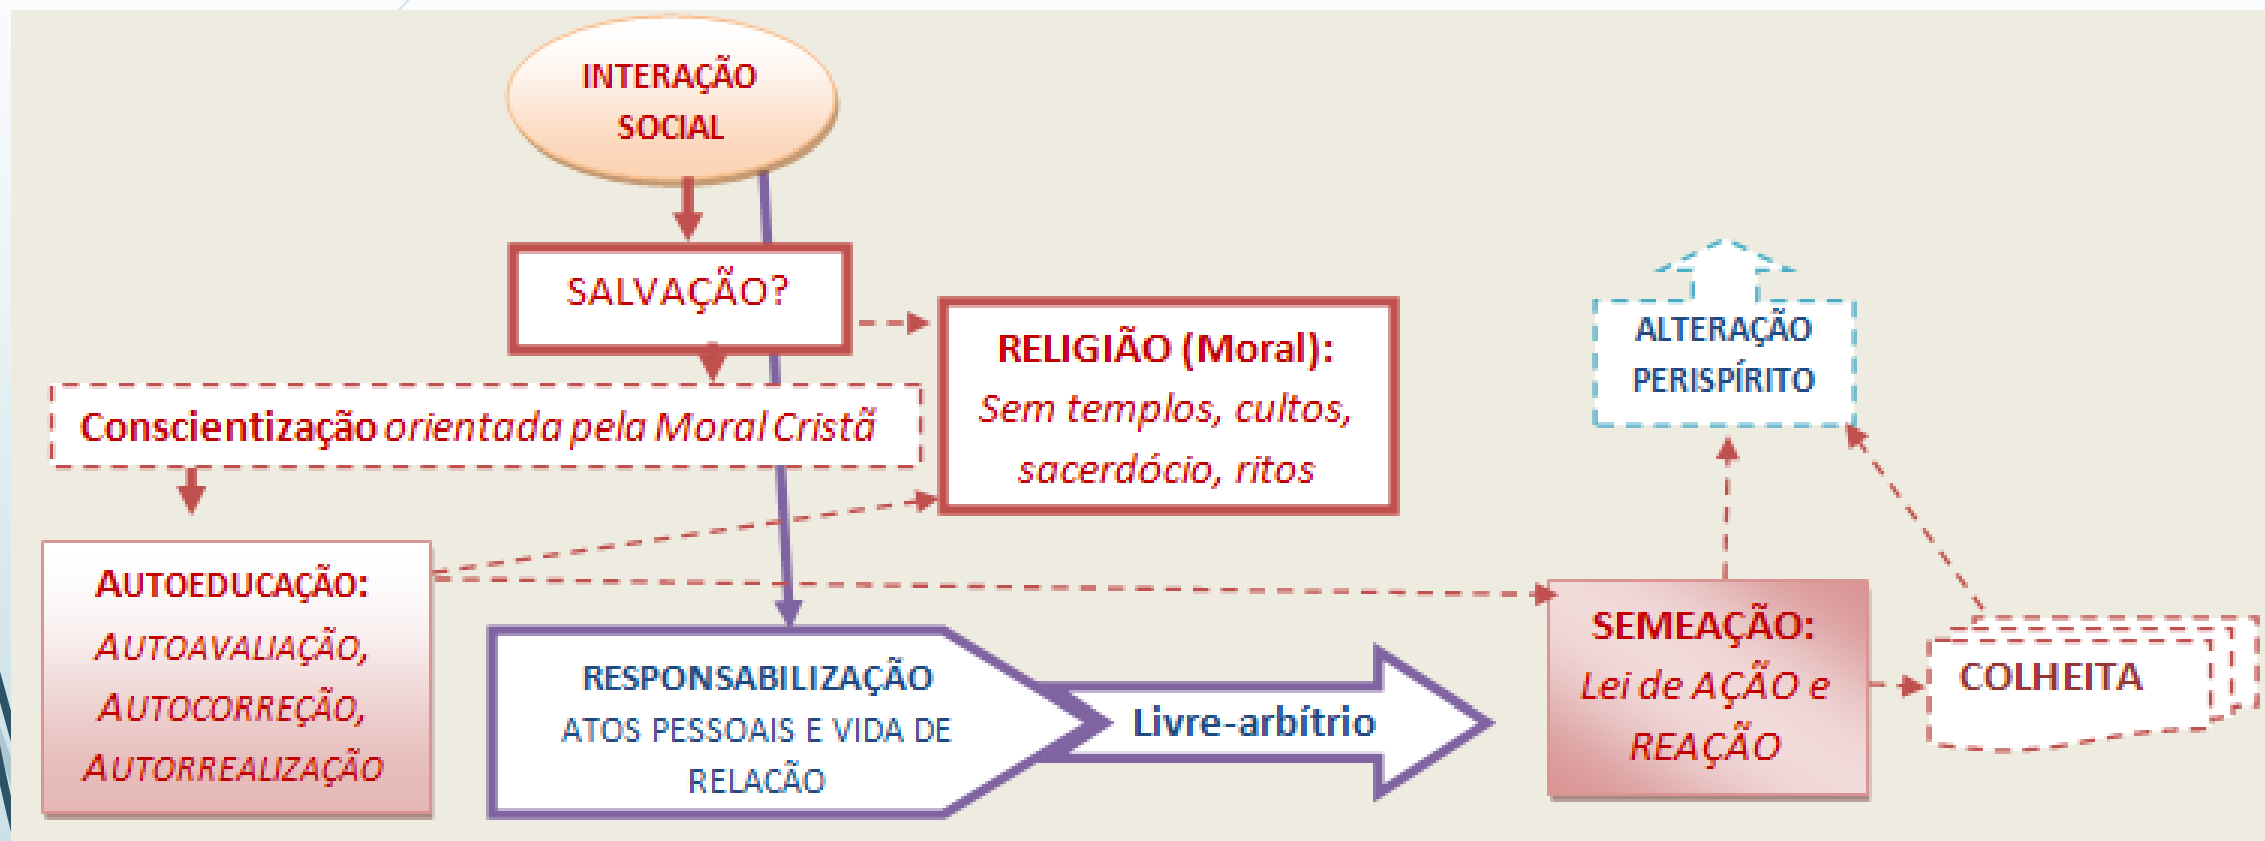 INTERAÇÃO
SOCIAL
SALVAÇÃO?
RELIGIÃO (Moral):
Sem templos, cultos,
sacerdócio, ritos
Conscientização orientada pela Moral Cristã
AUTOEDUCAÇÃO:
AUTOAVALIAÇÃO,
AUTOCORREÇÃO,
AUTORREALIZAÇÃO
RESPONSABILIZAÇÃO
ATOS PESSOAIS E VIDA DE
RELACÃO
Livre-arbítrio
SEMEAÇÃO:
Lei de AÇÃO e
REAÇÃO
COLHEITA
ALTERAÇÃO
PERISPÍRITO